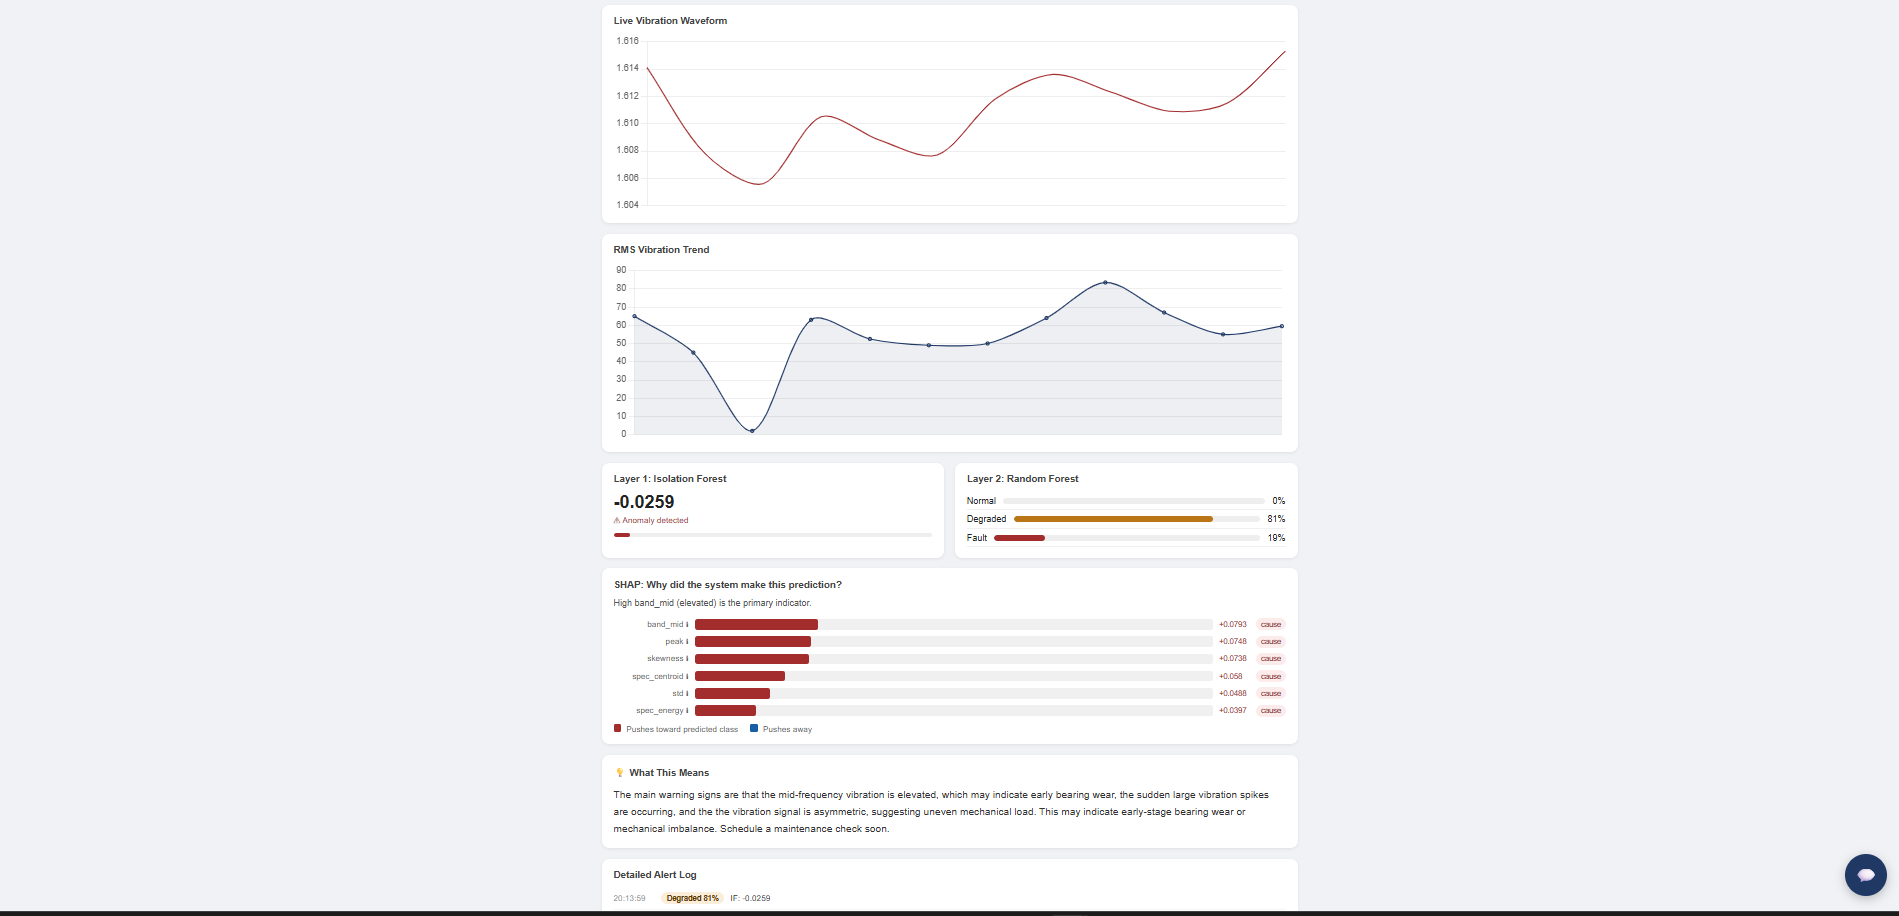 Live Vibration Waveform
1.616
1.614
1.612
1.610
1.608
1.606
1.604
RMS Vibration Trend
90
80
70
60
50
40
30
20
10
0
Layer 1: Isolation Forest
-0.0259
⚠ Anomaly detected
Layer 2: Random Forest
Normal 0%
Degraded 81%
Fault 19%
SHAP: Why did the system make this prediction?
High band_mid (elevated) is the primary indicator.
band_mid ℹ +0.0793 cause
peak ℹ +0.0748 cause
skewness ℹ +0.0738 cause
spec_centroid ℹ +0.058 cause
std ℹ +0.0488 cause
spec_energy ℹ +0.0397 cause
Pushes toward predicted class Pushes away
💡 What This Means
The main warning signs are that the mid-frequency vibration is elevated, which may indicate early bearing wear, the sudden large vibration spikes
are occurring, and the the vibration signal is asymmetric, suggesting uneven mechanical load. This may indicate early-stage bearing wear or
mechanical imbalance. Schedule a maintenance check soon.
Detailed Alert Log
20:13:59 Degraded 81% IF: -0.0259